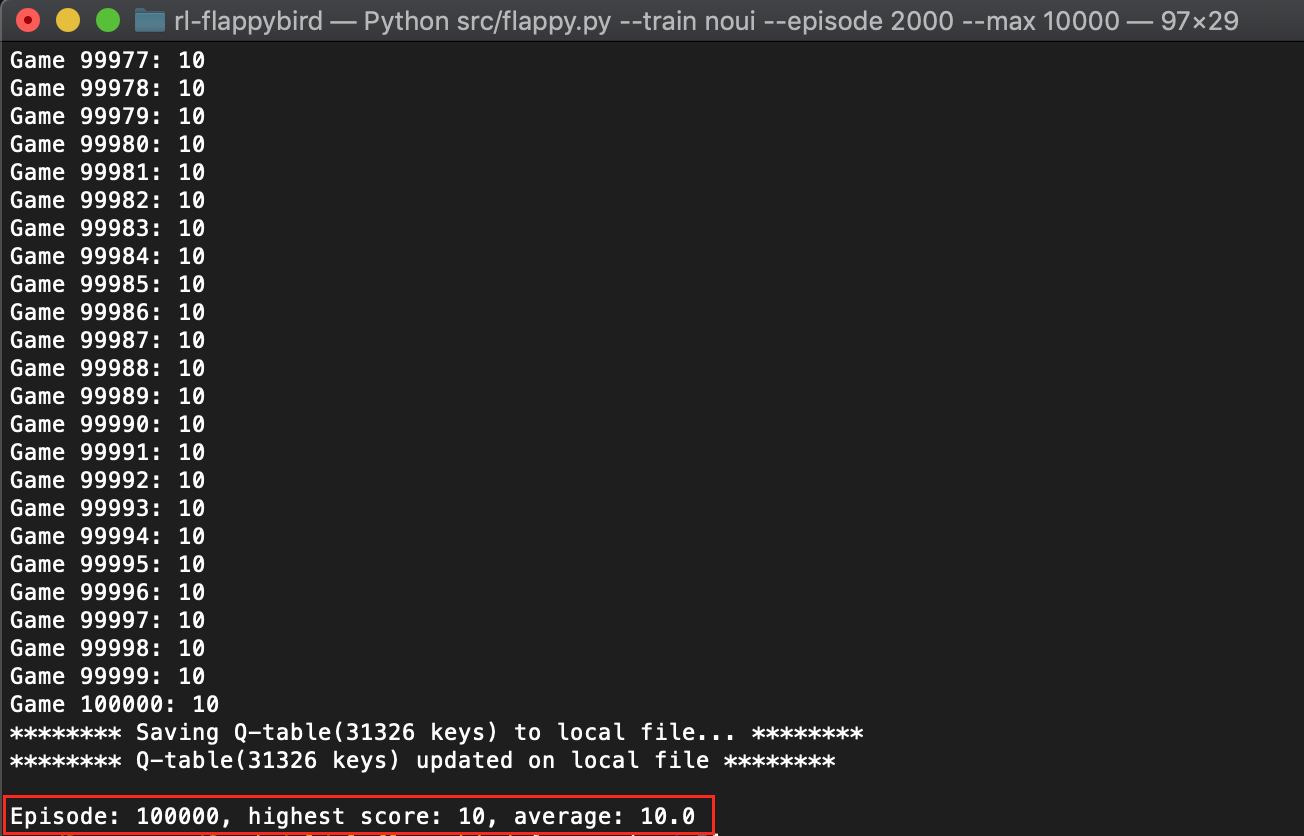 rl-flappybird — Python src/flappy.py --train noui --episode 2000 --max 10000 — 97×29
Game 99977: 10
Game 99978: 10
Game 99979: 10
Game 99980: 10
Game 99981: 10
Game 99982: 10
Game 99983: 10
Game 99984: 10
Game 99985: 10
Game 99986: 10
Game 99987: 10
Game 99988: 10
Game 99989: 10
Game 99990: 10
Game 99991: 10
Game 99992: 10
Game 99993: 10
Game 99994: 10
Game 99995: 10
Game 99996: 10
Game 99997: 10
Game 99998: 10
Game 99999: 10
Game 100000: 10
******** Saving Q-table(31326 keys) to local file... ********
******** Q-table(31326 keys) updated on local file ********
Episode: 100000, highest score: 10, average: 10.0